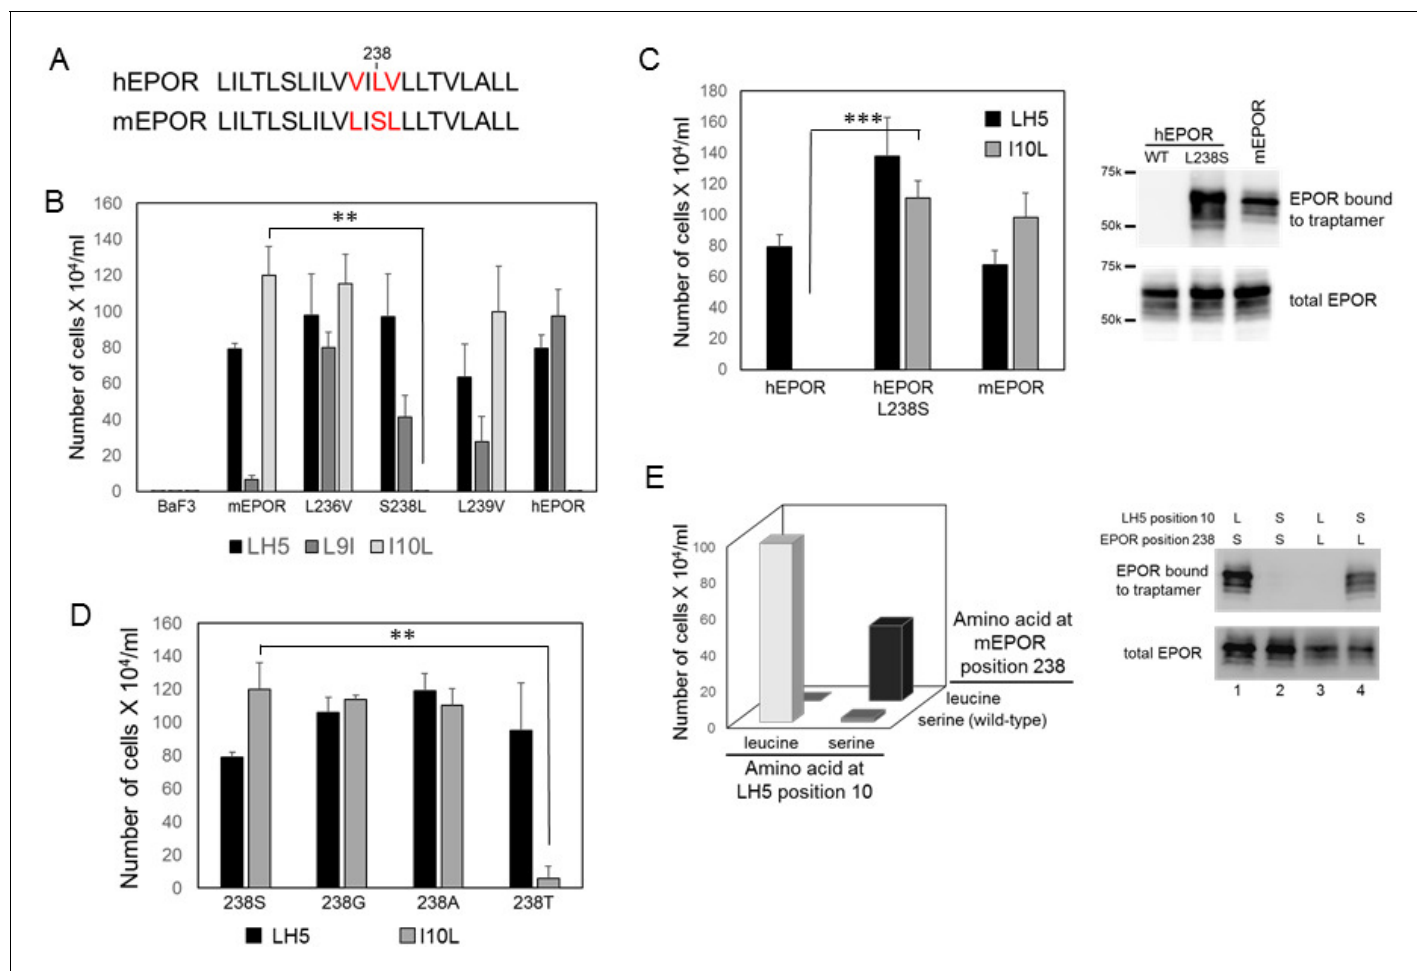 A
238
hEPOR LILTLSLILVVILVLLTVLALL
mEPOR LILTLSLILVLISLLLTVLALL
B
Number of cells X 10⁴/ml
160
140
120
100
80
60
40
20
0
**
BaF3 mEPOR L236V S238L L239V hEPOR
LH5 L9I I10L
C
Number of cells X 10⁴/ml
180
160
140
120
100
80
60
40
20
0
***
LH5
I10L
hEPOR hEPOR L238S mEPOR
hEPOR
WT L238S mEPOR
75k
50k
EPOR bound
to traptamer
75k
50k
total EPOR
D
Number of cells X 10⁴/ml
160
140
120
100
80
60
40
20
0
**
238S 238G 238A 238T
LH5 I10L
E
Number of cells X 10⁴/ml
100
80
60
40
20
0
leucine serine
Amino acid at
LH5 position 10
Amino acid at
mEPOR
position 238
leucine
serine (wild-type)
LH5 position 10 L S L S
EPOR position 238 S S L L
EPOR bound
to traptamer
total EPOR
1 2 3 4